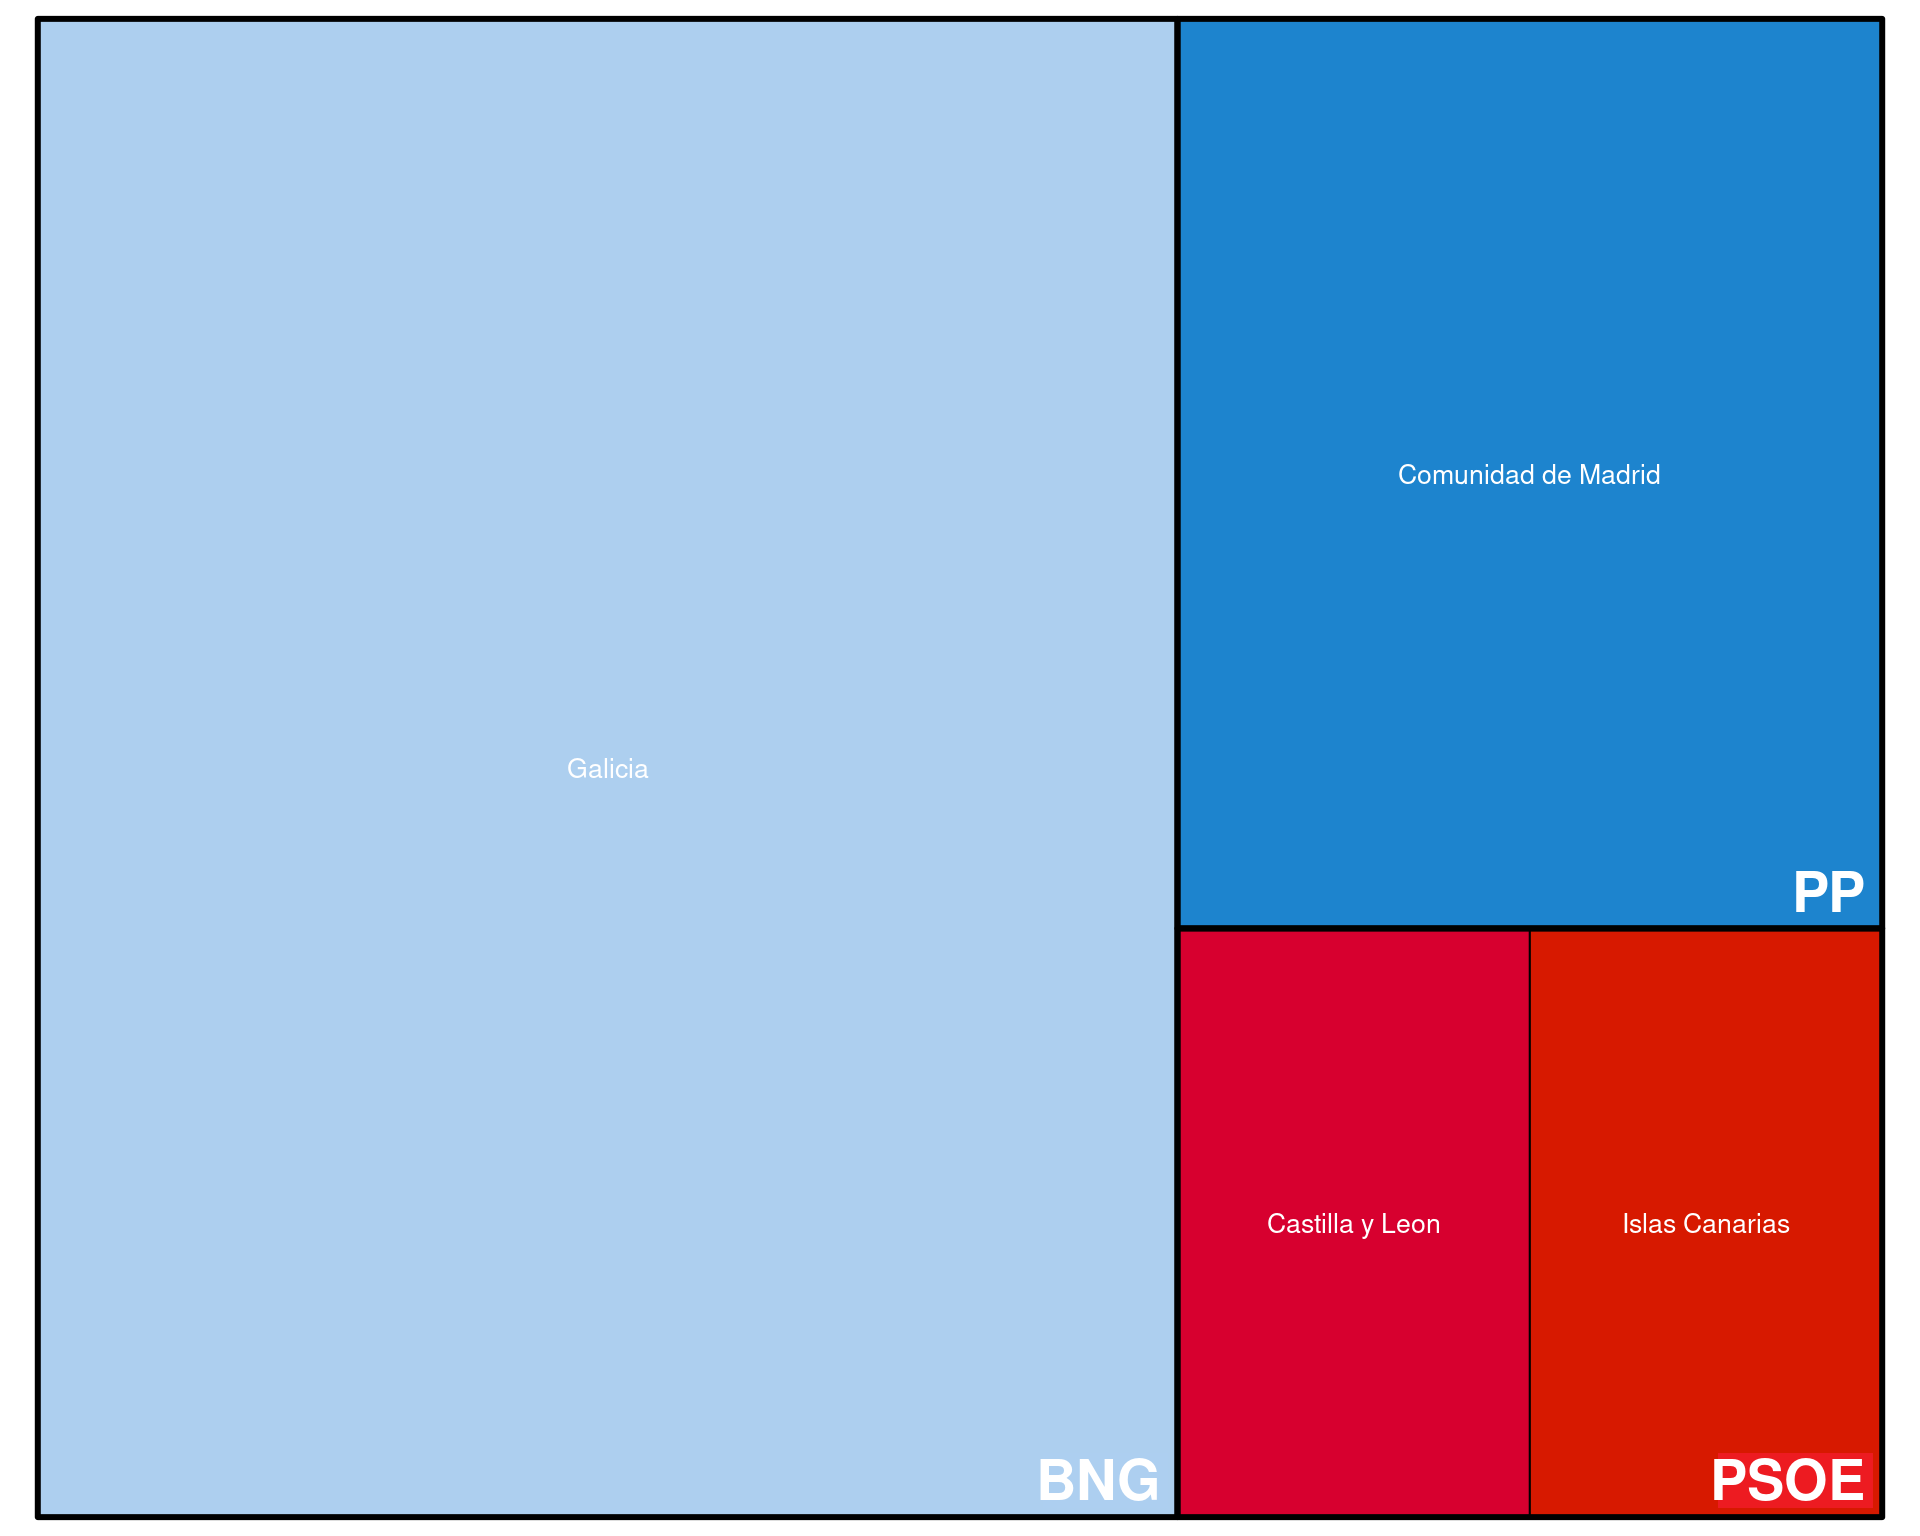 Galicia
BNG
Comunidad de Madrid
PP
Castilla y Leon
Islas Canarias
PSOE